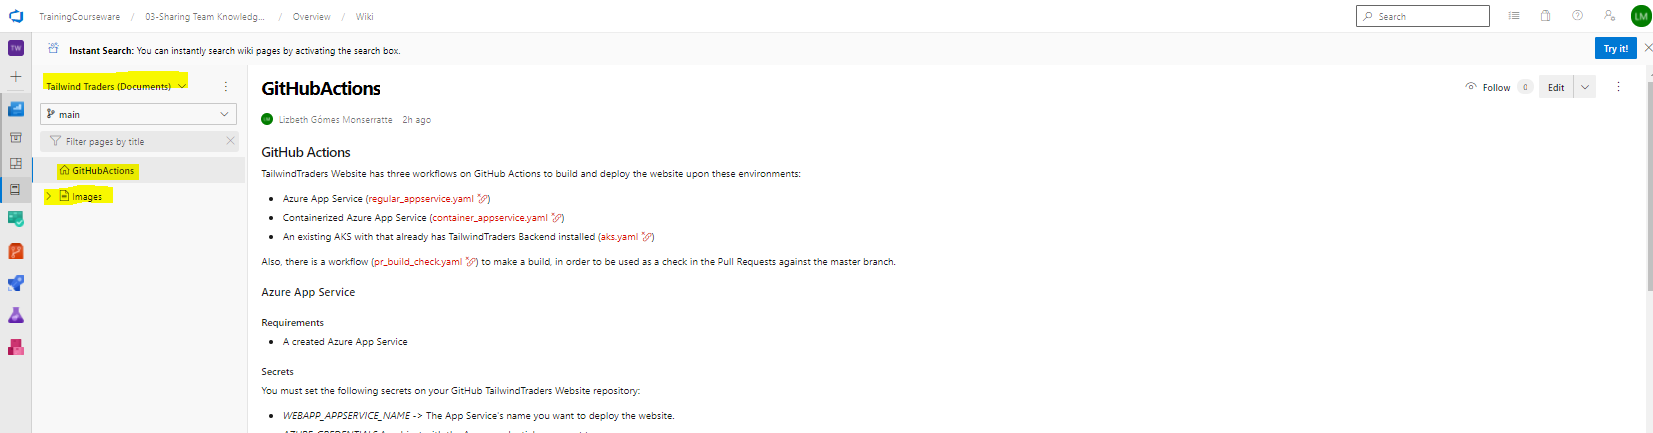 TrainingCourseware / 03-Sharing Team Knowledg... / Overview / Wiki
Search
LM
TW
Instant Search: You can instantly search wiki pages by activating the search box.
Try it!
Tailwind Traders (Documents)
main
Filter pages by title
GitHubActions
Images
GitHubActions
Follow 0 Edit
LM Lizbeth Gómes Monserratte 2h ago
GitHub Actions
TailwindTraders Website has three workflows on GitHub Actions to build and deploy the website upon these environments:
• Azure App Service (regular_appservice.yaml)
• Containerized Azure App Service (container_appservice.yaml)
• An existing AKS with that already has TailwindTraders Backend installed (aks.yaml)
Also, there is a workflow (pr_build_check.yaml) to make a build, in order to be used as a check in the Pull Requests against the master branch.
Azure App Service
Requirements
• A created Azure App Service
Secrets
You must set the following secrets on your GitHub TailwindTraders Website repository:
• WEBAPP_APPSERVICE_NAME -> The App Service's name you want to deploy the website.